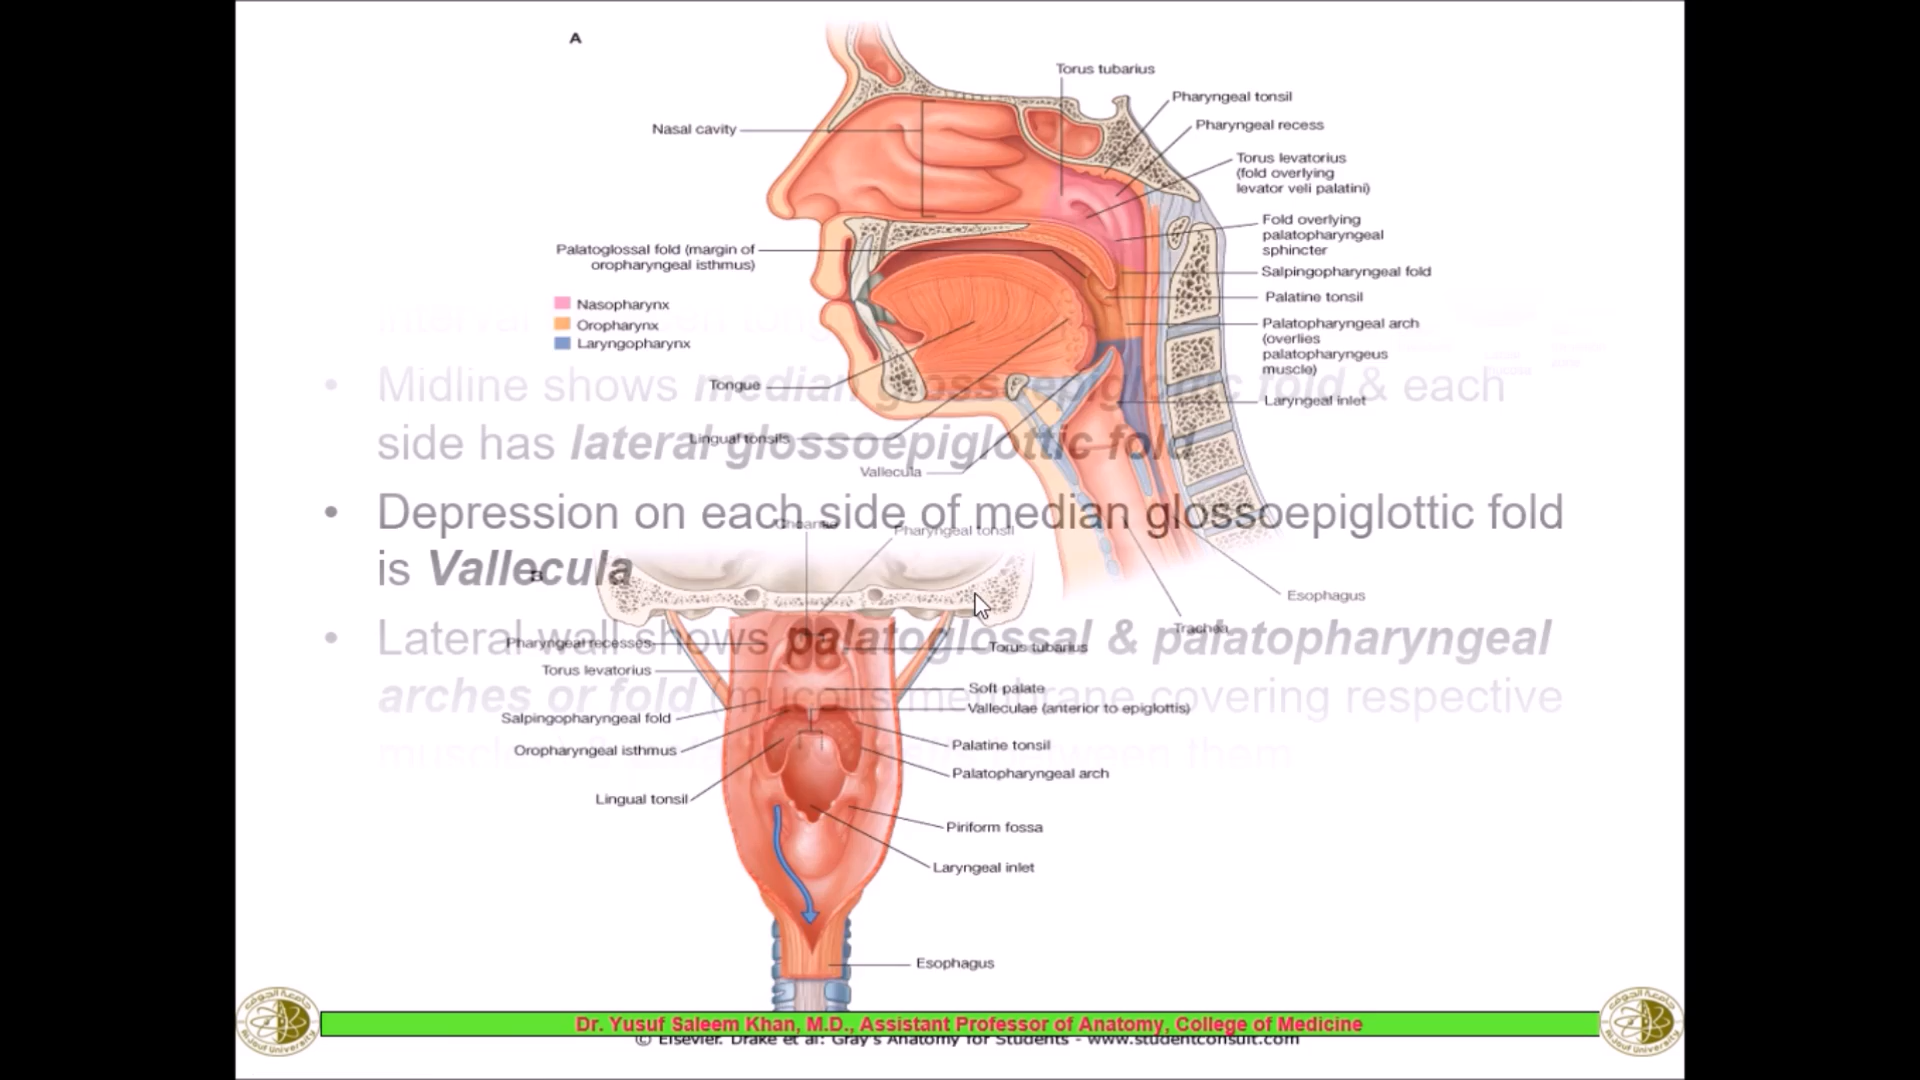 A
Torus tubarius
Pharyngeal tonsil
Pharyngeal recess
Nasal cavity
Torus levatorius
(fold overlying
levator veli palatini)
Fold overlying
palatopharyngeal
sphincter
Palatoglossal fold (margin of
oropharyngeal isthmus)
Salpingopharyngeal fold
Palatine tonsil
Nasopharynx
Oropharynx
Laryngopharynx
Palatopharyngeal arch
(overlies
palatopharyngeus
muscle)
Tongue
Laryngeal inlet
Lingual tonsils
Vallecula
Esophagus
Trachea
interval
• Midline shows median glossoepiglottic fold & each
side has lateral glossoepiglottic fold
• Depression on each side of median glossoepiglottic fold
is Vallecula
• Lateral wall shows palatoglossal & palatopharyngeal
arches or fold (mucous membrane covering respective
between them
B
Choanae
Pharyngeal tonsil
Pharyngeal recesses
Torus tubarius
Torus levatorius
Soft palate
Valleculae (anterior to epiglottis)
Salpingopharyngeal fold
Oropharyngeal isthmus
Palatine tonsil
Palatopharyngeal arch
Lingual tonsil
Piriform fossa
Laryngeal inlet
Esophagus
Dr. Yusuf Saleem Khan, M.D., Assistant Professor of Anatomy, College of Medicine
© Elsevier. Drake et al: Gray's Anatomy for Students - www.studentconsult.com